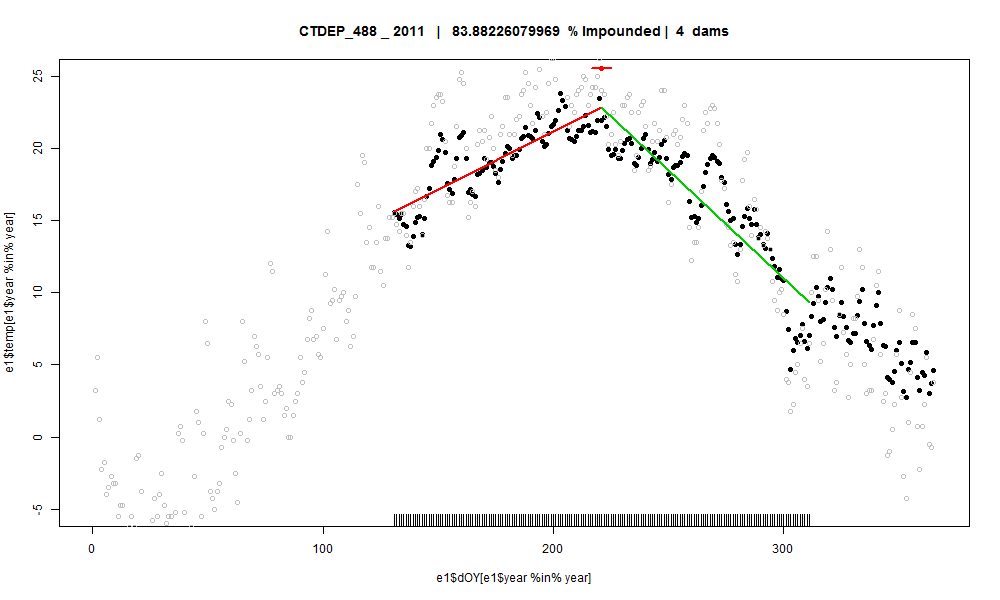 CTDEP_488 _ 2011 | 83.88226079969 % Impounded | 4 dams
e1$temp[e1$year %in% year]
25
20
15
10
5
0
-5
0 100 200 300
e1$dOY[e1$year %in% year]